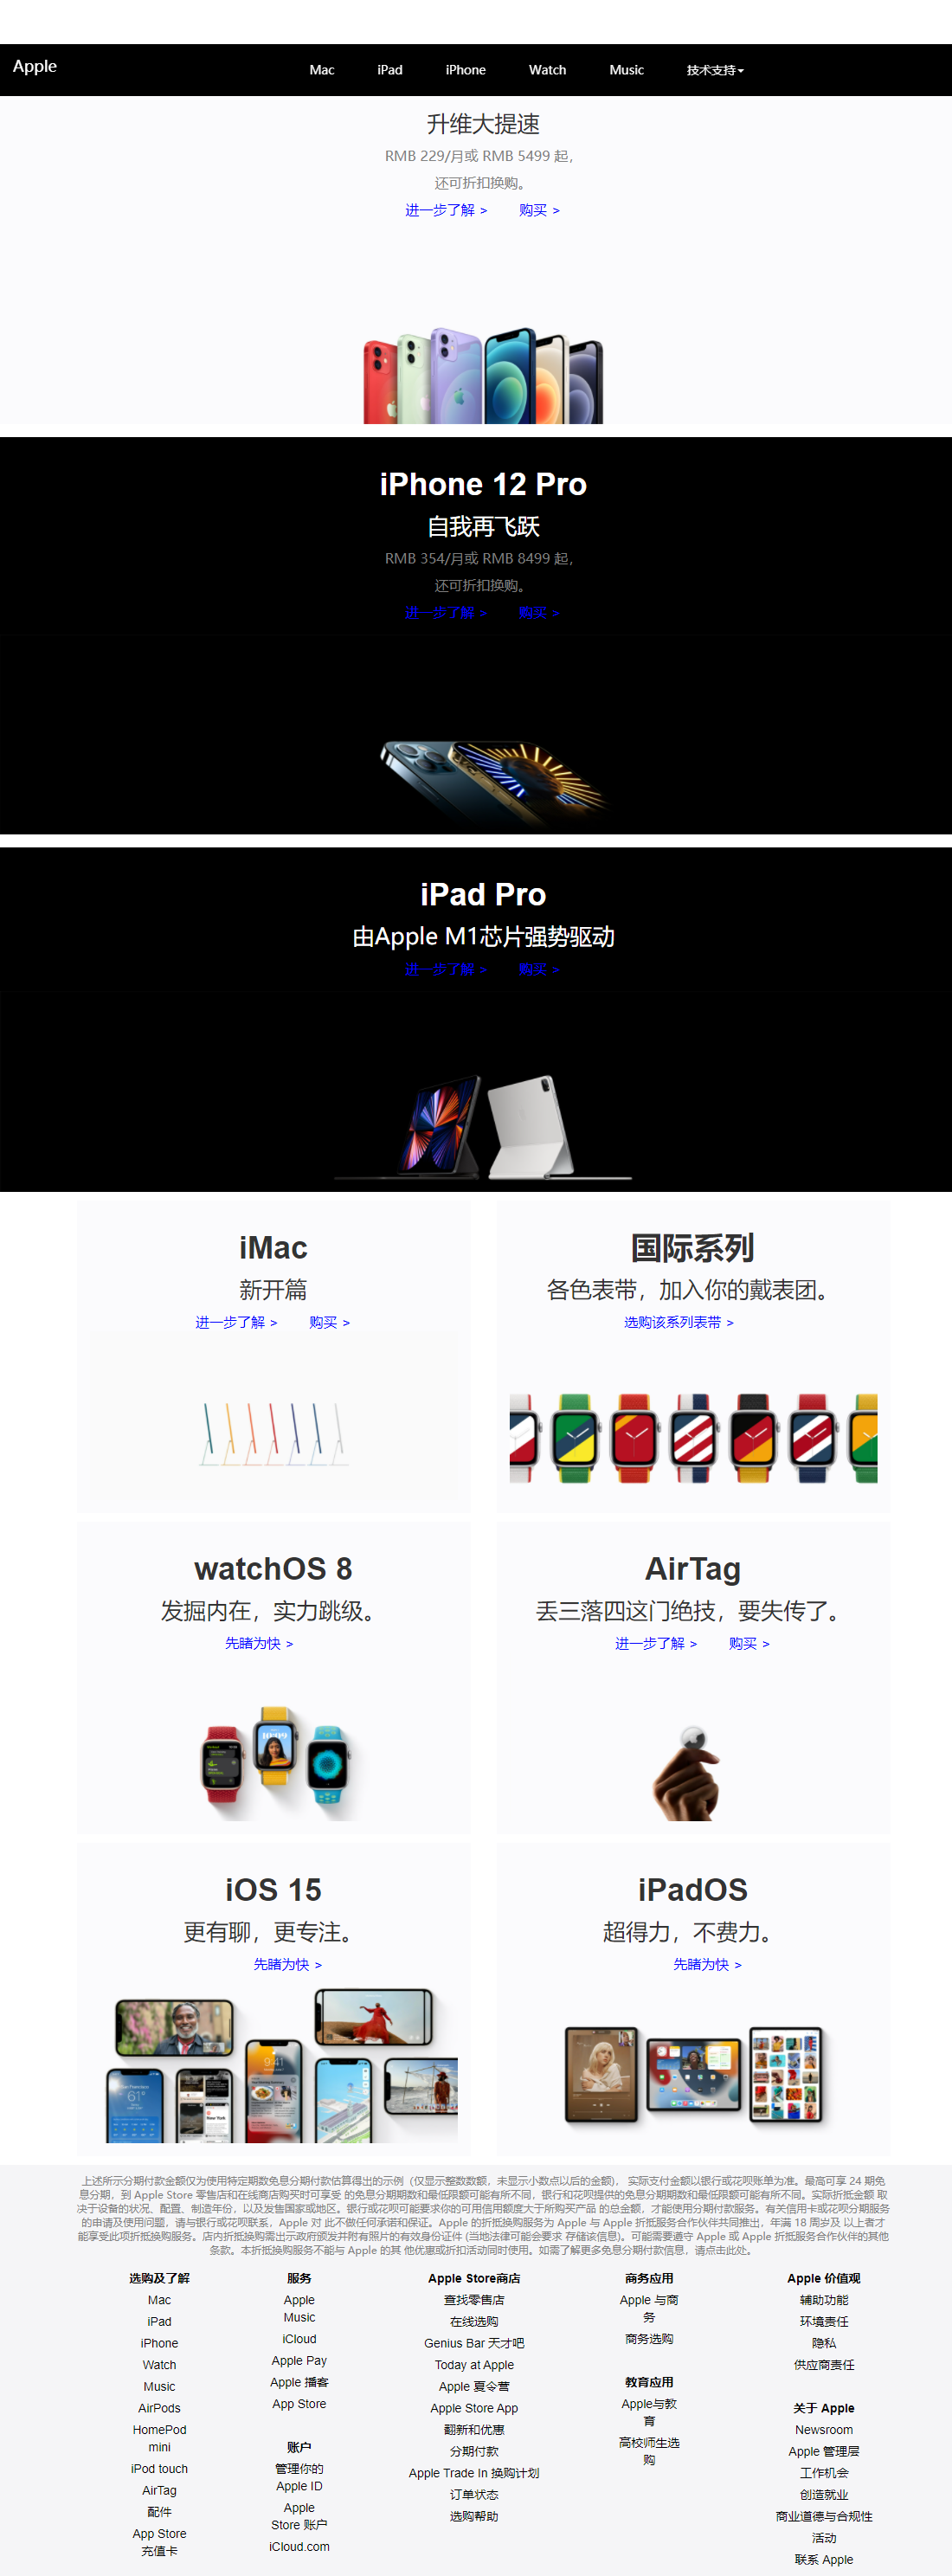 Apple
Mac iPad iPhone Watch Music 技术支持
升维大提速
RMB 229/月或 RMB 5499 起，
还可折扣换购。
进一步了解 > 购买 >
iPhone 12 Pro
自我再飞跃
RMB 354/月或 RMB 8499 起，
还可折扣换购。
进一步了解 > 购买 >
iPad Pro
由Apple M1芯片强势驱动
进一步了解 > 购买 >
iMac
新开篇
进一步了解 > 购买 >
国际系列
各色表带，加入你的戴表团。
选购该系列表带 >
watchOS 8
发掘内在，实力跳级。
先睹为快 >
AirTag
丢三落四这门绝技，要失传了。
进一步了解 > 购买 >
iOS 15
更有聊，更专注。
先睹为快 >
iPadOS
超得力，不费力。
先睹为快 >
上述所示分期付款金额仅为使用特定期数免息分期付款估算得出的示例（仅显示整数数额，未显示小数点以后的金额)， 实际支付金额以银行或花呗账单为准。最高可享 24 期免
息分期，到 Apple Store 零售店和在线商店购买时可享受 的免息分期期数和最低限额可能有所不同，银行和花呗提供的免息分期期数和最低限额可能有所不同。实际折抵金额 取
决于设备的状况、配置、制造年份，以及发售国家或地区。银行或花呗可能要求你的可用信用额度大于所购买产品 的总金额，才能使用分期付款服务。有关信用卡或花呗分期服务
的申请及使用问题，请与银行或花呗联系，Apple 对 此不做任何承诺和保证。Apple 的折抵换购服务为 Apple 与 Apple 折抵服务合作伙伴共同推出，年满 18 周岁及 以上者才
能享受此项折抵换购服务。店内折抵换购需出示政府颁发并附有照片的有效身份证件 (当地法律可能会要求 存储该信息)。可能需要遵守 Apple 或 Apple 折抵服务合作伙伴的其他
条款。本折抵换购服务不能与 Apple 的其 他优惠或折扣活动同时使用。如需了解更多免息分期付款信息，请点击此处。
选购及了解
Mac
iPad
iPhone
Watch
Music
AirPods
HomePod
mini
iPod touch
AirTag
配件
App Store
充值卡
服务
Apple
Music
iCloud
Apple Pay
Apple 播客
App Store
账户
管理你的
Apple ID
Apple
Store 账户
iCloud.com
Apple Store商店
查找零售店
在线选购
Genius Bar 天才吧
Today at Apple
Apple 夏令营
Apple Store App
翻新和优惠
分期付款
Apple Trade In 换购计划
订单状态
选购帮助
商务应用
Apple 与商
务
商务选购
教育应用
Apple与教
育
高校师生选
购
Apple 价值观
辅助功能
环境责任
隐私
供应商责任
关于 Apple
Newsroom
Apple 管理层
工作机会
创造就业
商业道德与合规性
活动
联系 Apple